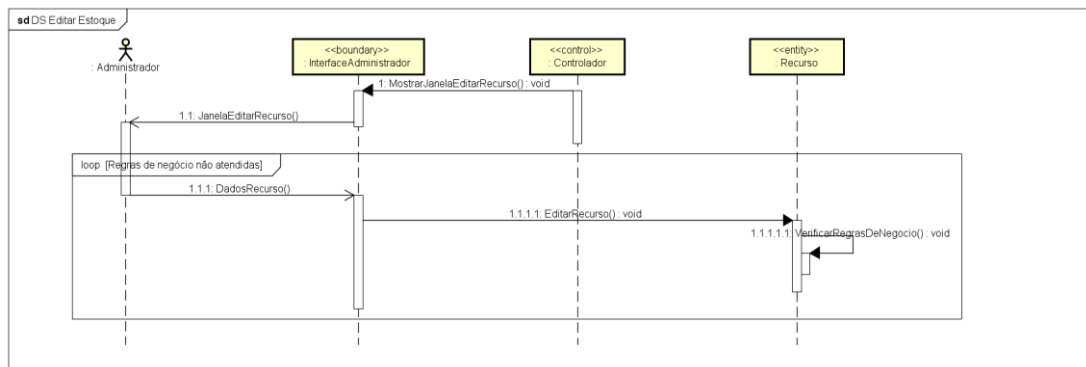 sd DS Editar Estoque
: Administrador
<<boundary>>
: InterfaceAdministrador
<<control>>
: Controlador
<<entity>>
: Recurso
1: MostrarJanelaEditarRecurso() : void
1.1: JanelaEditarRecurso()
loop [Regras de negócio não atendidas]
1.1.1: DadosRecurso()
1.1.1.1: EditarRecurso() : void
1.1.1.1.1: VerificarRegrasDeNegocio() : void